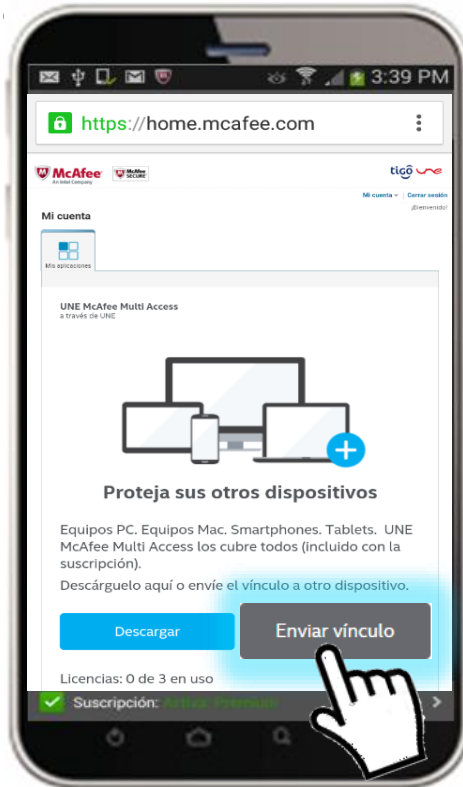 3:39 PM
https://home.mcafee.com
McAfee McAfee SECURE tigô une
An Intel Company
Mi cuenta | Cerrar sesión
¡Bienvenido!
Mi cuenta
Mis aplicaciones
UNE McAfee Multi Access
a través de UNE
Proteja sus otros dispositivos
Equipos PC. Equipos Mac. Smartphones. Tablets. UNE
McAfee Multi Access los cubre todos (incluido con la
suscripción).
Descárguelo aquí o envíe el vínculo a otro dispositivo.
Descargar Enviar vínculo
Licencias: 0 de 3 en uso
Suscripción: Activa: Premium